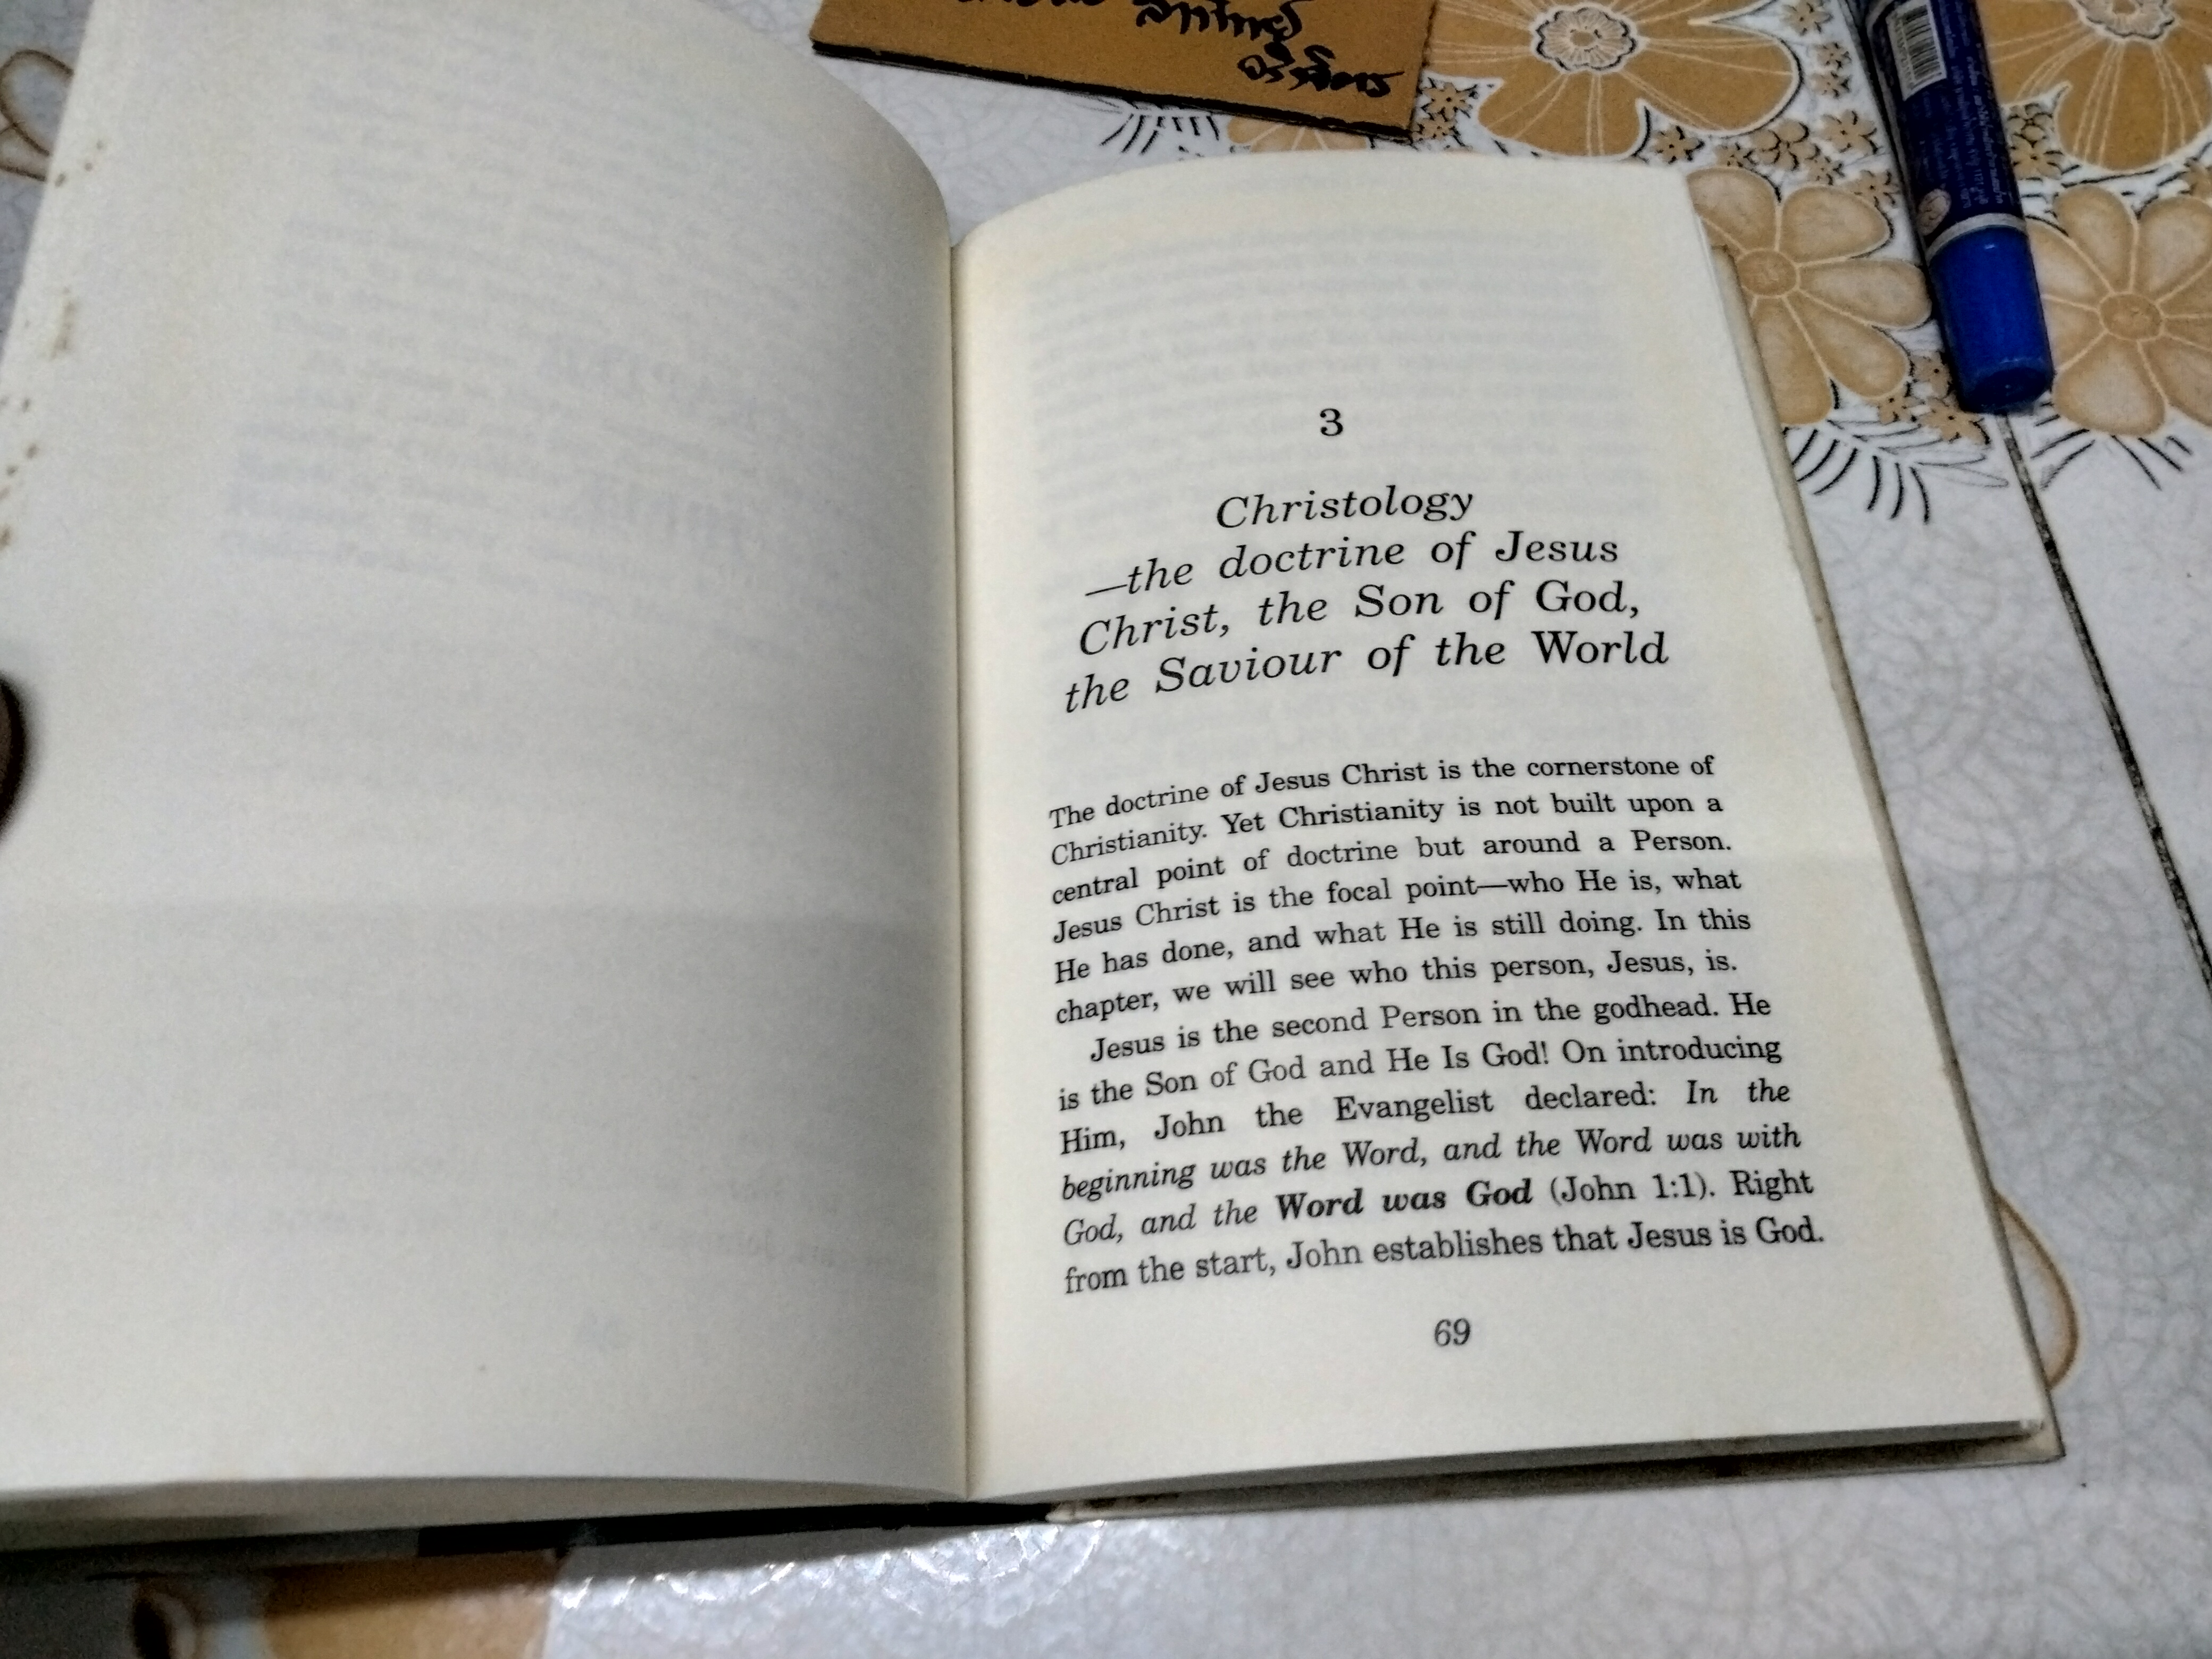 3
Christology
—the doctrine of Jesus
Christ, the Son of God,
the Saviour of the World
The doctrine of Jesus Christ is the cornerstone of
Christianity. Yet Christianity is not built upon a
central point of doctrine but around a Person.
Jesus Christ is the focal point—who He is, what
He has done, and what He is still doing. In this
chapter, we will see who this person, Jesus, is.
Jesus is the second Person in the godhead. He
is the Son of God and He Is God! On introducing
Him, John the Evangelist declared: In the
beginning was the Word, and the Word was with
God, and the Word was God (John 1:1). Right
from the start, John establishes that Jesus is God.
69